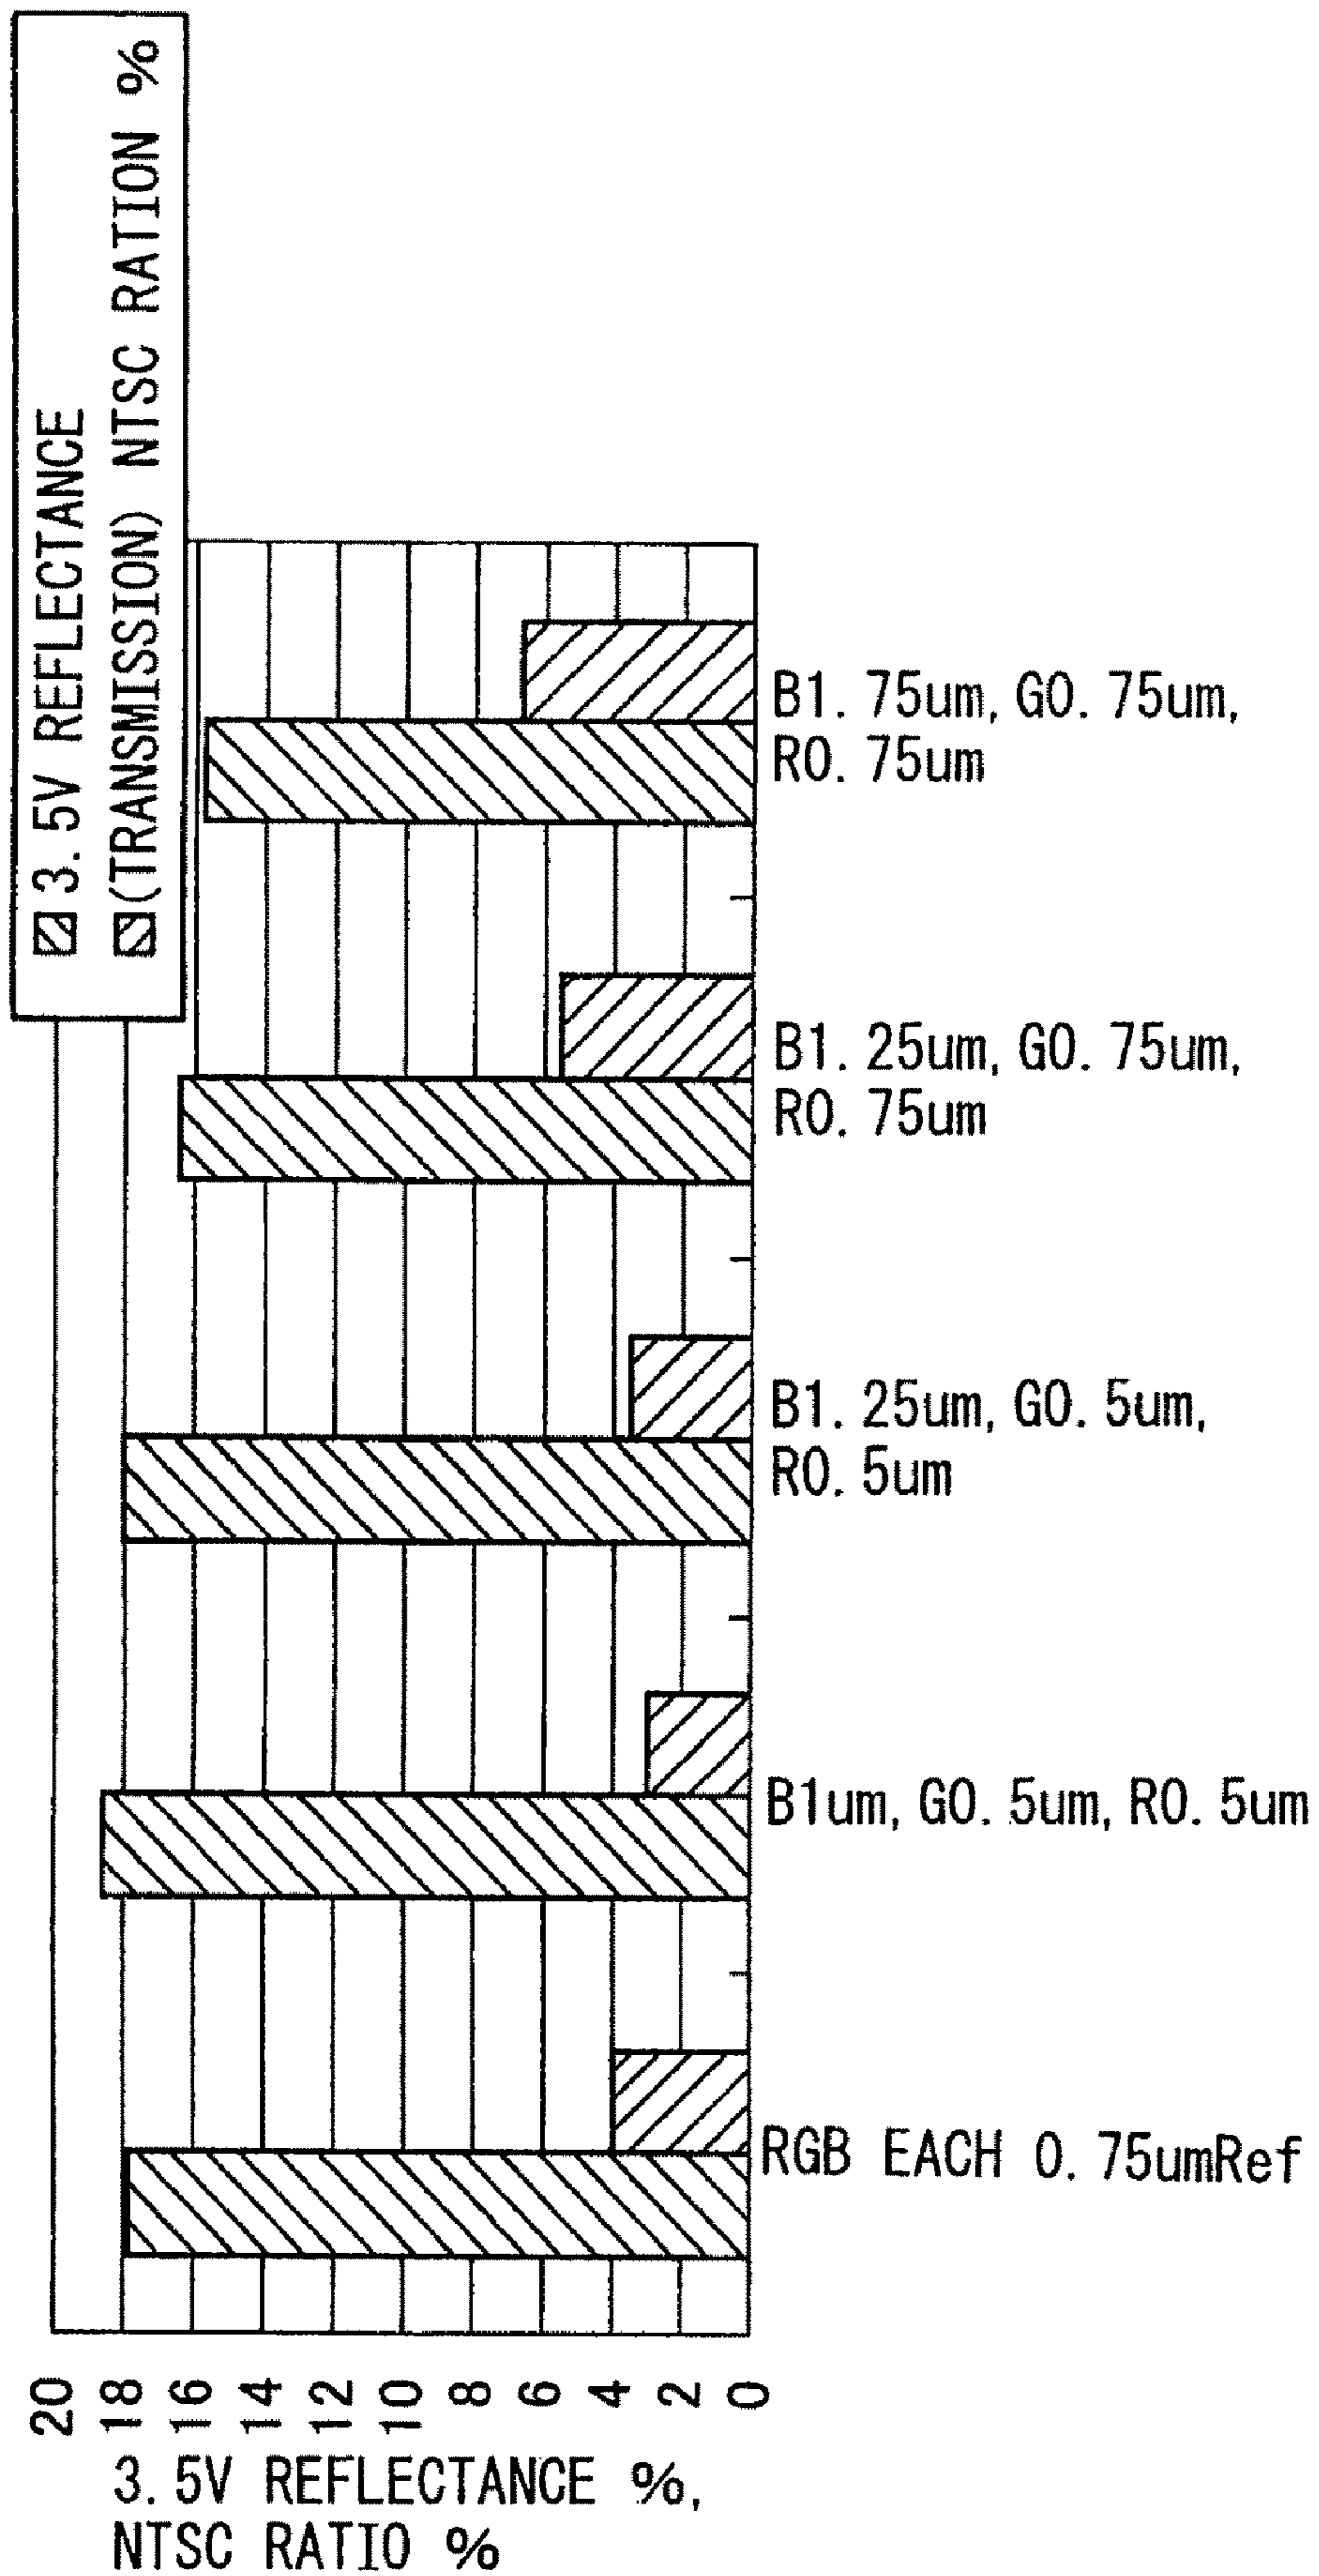 3.5V REFLECTANCE
(TRANSMISSION) NTSC RATION %
20
18
16
14
12
10
8
6
4
2
0
3.5V REFLECTANCE %,
NTSC RATIO %
RGB EACH 0.75umRef
B1um, G0.5um, R0.5um
B1.25um, G0.5um,
R0.5um
B1.25um, G0.75um,
R0.75um
B1.75um, G0.75um,
R0.75um